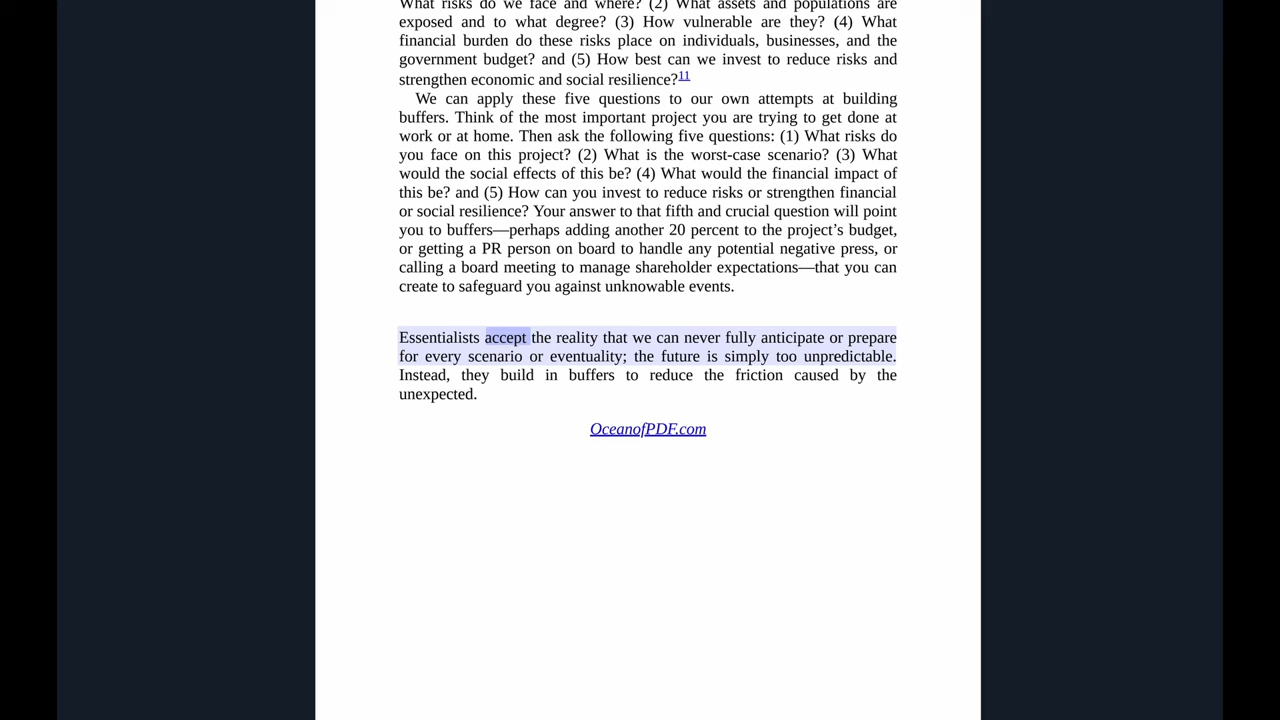 What risks do we face and where? (2) What assets and populations are
exposed and to what degree? (3) How vulnerable are they? (4) What
financial burden do these risks place on individuals, businesses, and the
government budget? and (5) How best can we invest to reduce risks and
strengthen economic and social resilience?11
We can apply these five questions to our own attempts at building
buffers. Think of the most important project you are trying to get done at
work or at home. Then ask the following five questions: (1) What risks do
you face on this project? (2) What is the worst-case scenario? (3) What
would the social effects of this be? (4) What would the financial impact of
this be? and (5) How can you invest to reduce risks or strengthen financial
or social resilience? Your answer to that fifth and crucial question will point
you to buffers—perhaps adding another 20 percent to the project’s budget,
or getting a PR person on board to handle any potential negative press, or
calling a board meeting to manage shareholder expectations—that you can
create to safeguard you against unknowable events.
Essentialists accept the reality that we can never fully anticipate or prepare
for every scenario or eventuality; the future is simply too unpredictable.
Instead, they build in buffers to reduce the friction caused by the
unexpected.
OceanofPDF.com